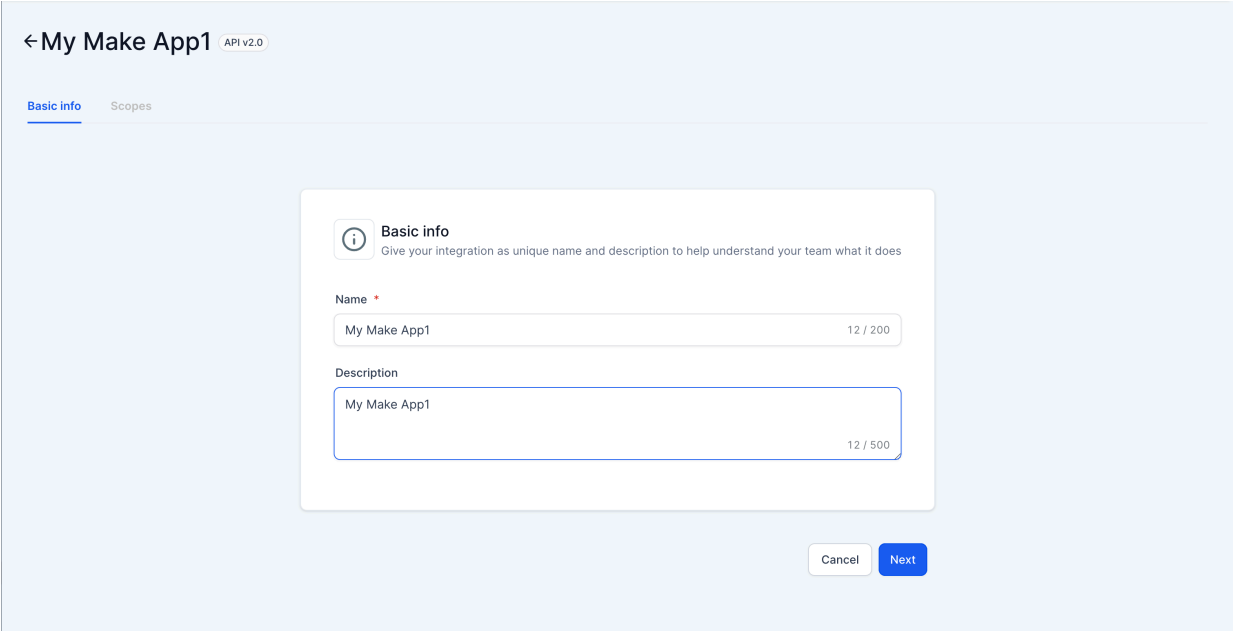 ←My Make App1 API v2.0
Basic info Scopes
Basic info
Give your integration as unique name and description to help understand your team what it does
Name *
My Make App1 12 / 200
Description
My Make App1
12 / 500
Cancel Next